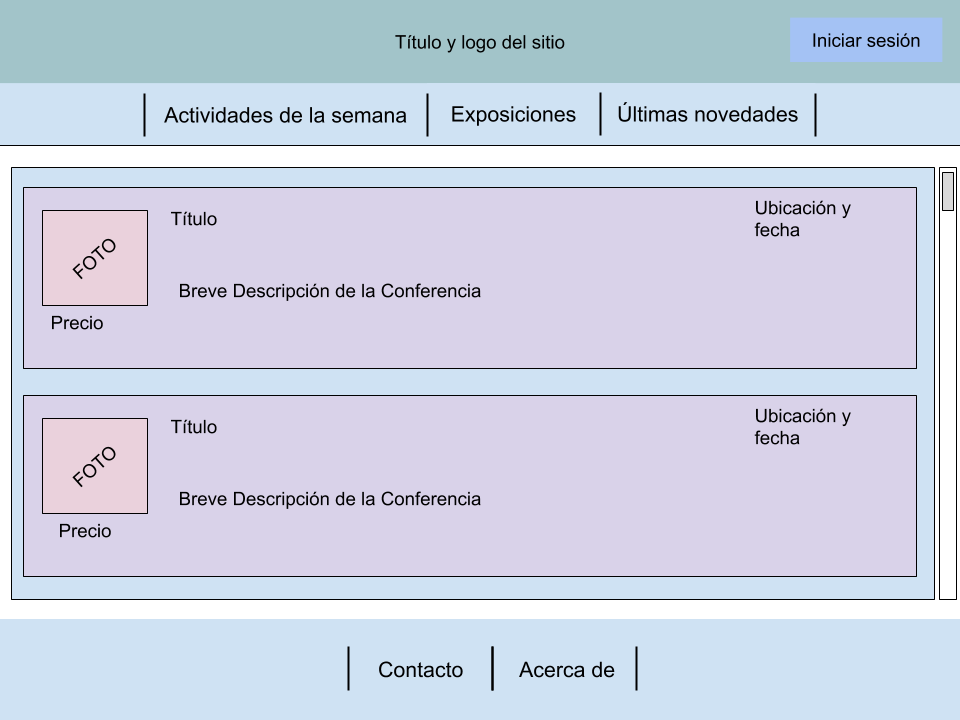 Título y logo del sitio
Iniciar sesión
Actividades de la semana
Exposiciones
Últimas novedades
FOTO
Título
Ubicación y
fecha
Breve Descripción de la Conferencia
Precio
FOTO
Título
Ubicación y
fecha
Breve Descripción de la Conferencia
Precio
Contacto
Acerca de